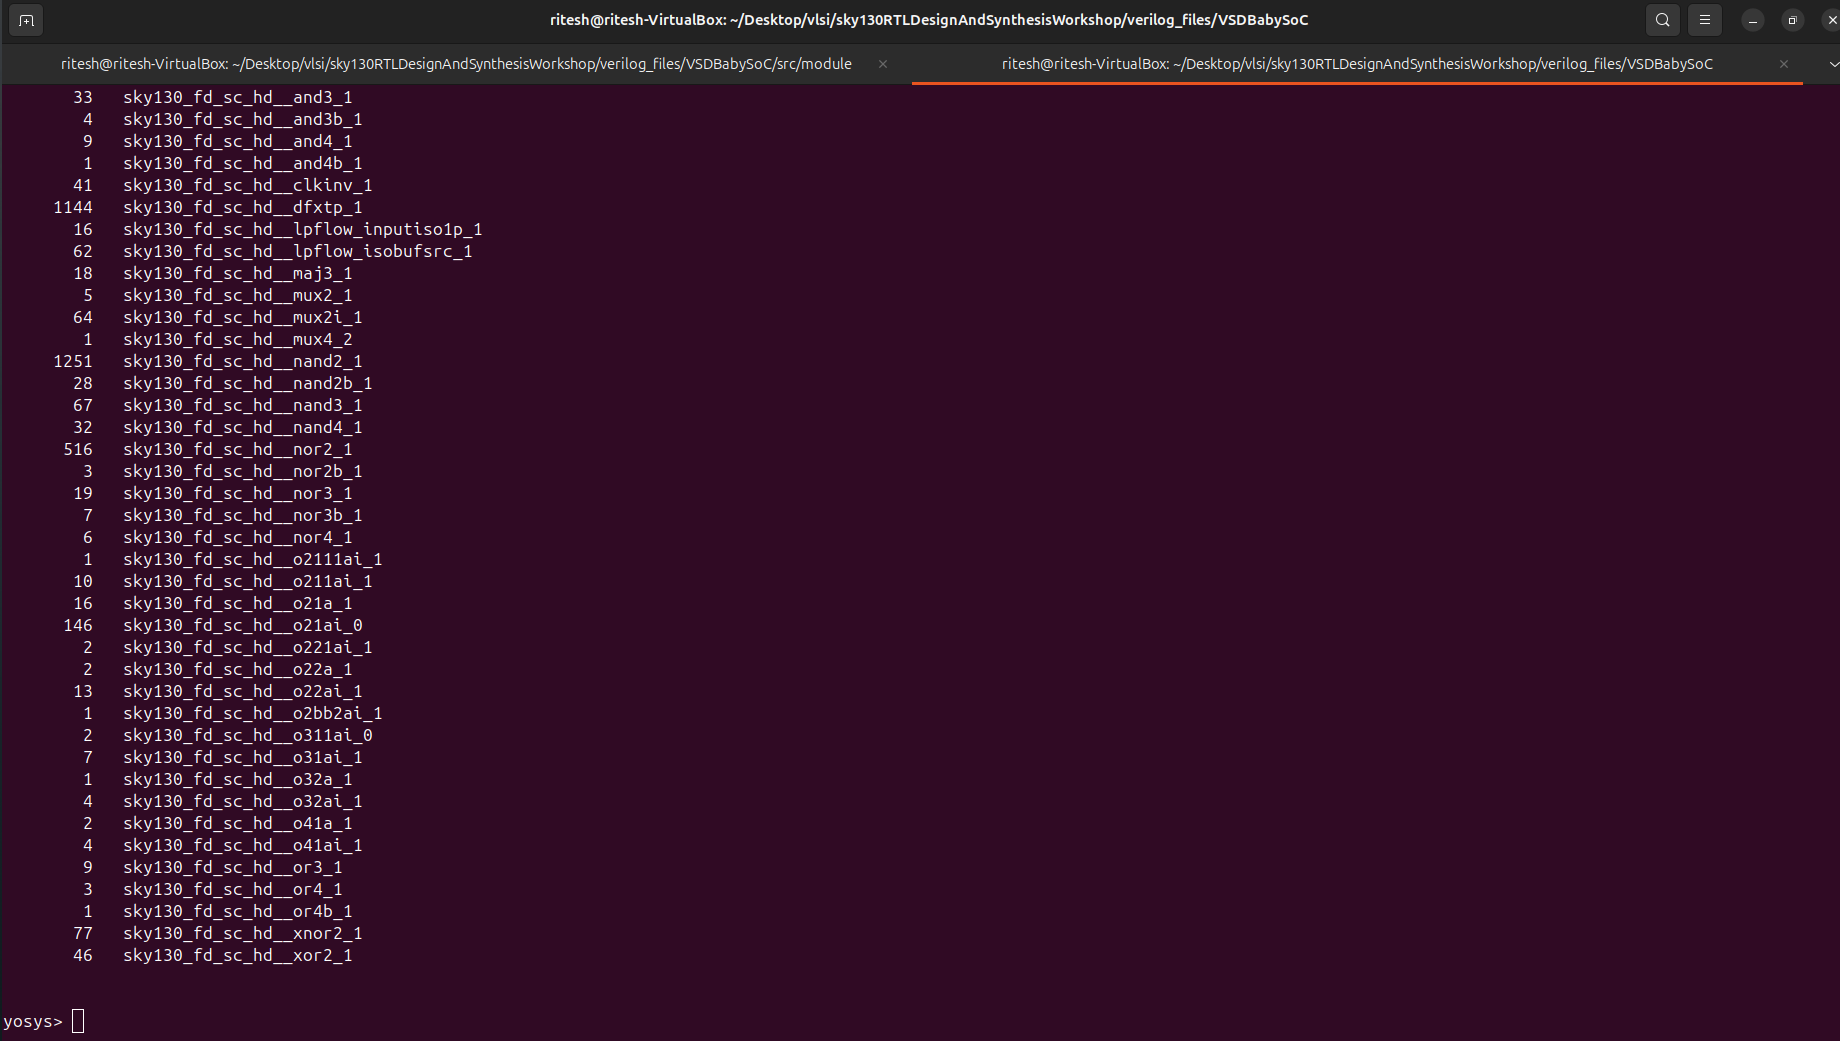 ritesh@ritesh-VirtualBox: ~/Desktop/vlsi/sky130RTLDesignAndSynthesisWorkshop/verilog_files/VSDBabySoC
ritesh@ritesh-VirtualBox: ~/Desktop/vlsi/sky130RTLDesignAndSynthesisWorkshop/verilog_files/VSDBabySoC/src/module
ritesh@ritesh-VirtualBox: ~/Desktop/vlsi/sky130RTLDesignAndSynthesisWorkshop/verilog_files/VSDBabySoC
33 sky130_fd_sc_hd__and3_1
4 sky130_fd_sc_hd__and3b_1
9 sky130_fd_sc_hd__and4_1
1 sky130_fd_sc_hd__and4b_1
41 sky130_fd_sc_hd__clkinv_1
1144 sky130_fd_sc_hd__dfxtp_1
16 sky130_fd_sc_hd__lpflow_inputiso1p_1
62 sky130_fd_sc_hd__lpflow_isobufsrc_1
18 sky130_fd_sc_hd__maj3_1
5 sky130_fd_sc_hd__mux2_1
64 sky130_fd_sc_hd__mux2i_1
1 sky130_fd_sc_hd__mux4_2
1251 sky130_fd_sc_hd__nand2_1
28 sky130_fd_sc_hd__nand2b_1
67 sky130_fd_sc_hd__nand3_1
32 sky130_fd_sc_hd__nand4_1
516 sky130_fd_sc_hd__nor2_1
3 sky130_fd_sc_hd__nor2b_1
19 sky130_fd_sc_hd__nor3_1
7 sky130_fd_sc_hd__nor3b_1
6 sky130_fd_sc_hd__nor4_1
1 sky130_fd_sc_hd__o2111ai_1
10 sky130_fd_sc_hd__o211ai_1
16 sky130_fd_sc_hd__o21a_1
146 sky130_fd_sc_hd__o21ai_0
2 sky130_fd_sc_hd__o221ai_1
2 sky130_fd_sc_hd__o22a_1
13 sky130_fd_sc_hd__o22ai_1
1 sky130_fd_sc_hd__o2bb2ai_1
2 sky130_fd_sc_hd__o311ai_0
7 sky130_fd_sc_hd__o31ai_1
1 sky130_fd_sc_hd__o32a_1
4 sky130_fd_sc_hd__o32ai_1
2 sky130_fd_sc_hd__o41a_1
4 sky130_fd_sc_hd__o41ai_1
9 sky130_fd_sc_hd__or3_1
3 sky130_fd_sc_hd__or4_1
1 sky130_fd_sc_hd__or4b_1
77 sky130_fd_sc_hd__xnor2_1
46 sky130_fd_sc_hd__xor2_1
yosys>